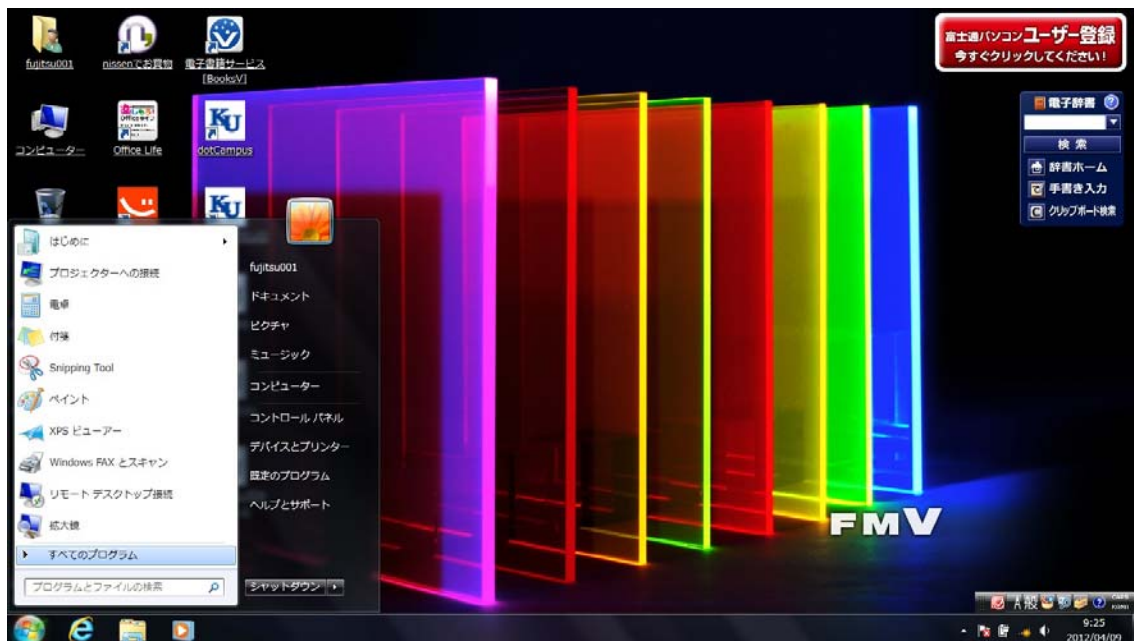 fujitsu001
nissenでお買物
電子書籍サービス
[BooksV]
コンピューター
Office Life
KU
dotCampus
KU
はじめに
プロジェクターへの接続
電卓
付箋
Snipping Tool
ペイント
XPS ビューアー
Windows FAX とスキャン
リモート デスクトップ接続
拡大鏡
すべてのプログラム
プログラムとファイルの検索
fujitsu001
ドキュメント
ピクチャ
ミュージック
コンピューター
コントロール パネル
デバイスとプリンター
既定のプログラム
ヘルプとサポート
シャットダウン
富士通パソコンユーザー登録
今すぐクリックしてください!
電子辞書
検索
辞書ホーム
手書き入力
クリップボード検索
FMV
A 般
CAPS
KANA
9:25
2012/04/09